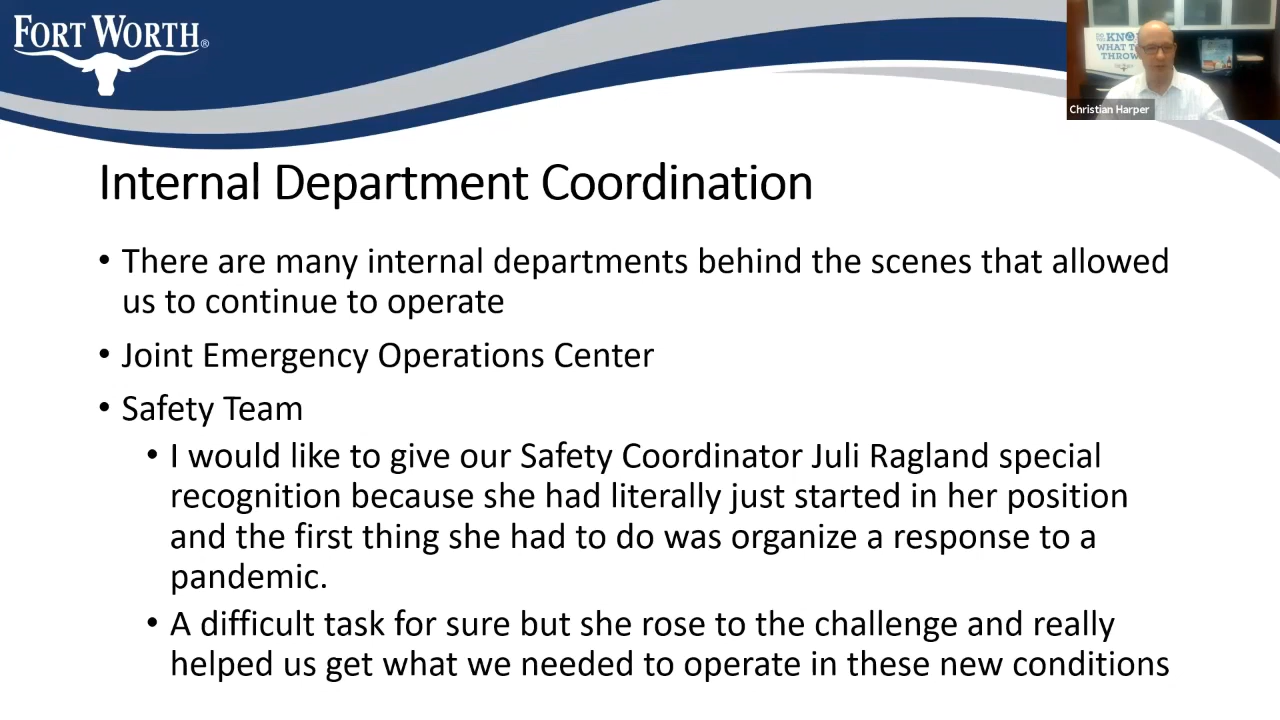 FORT WORTH®
KNOW
WHAT TO
THROW
Christian Harper
Internal Department Coordination
• There are many internal departments behind the scenes that allowed
us to continue to operate
• Joint Emergency Operations Center
• Safety Team
• I would like to give our Safety Coordinator Juli Ragland special
recognition because she had literally just started in her position
and the first thing she had to do was organize a response to a
pandemic.
• A difficult task for sure but she rose to the challenge and really
helped us get what we needed to operate in these new conditions